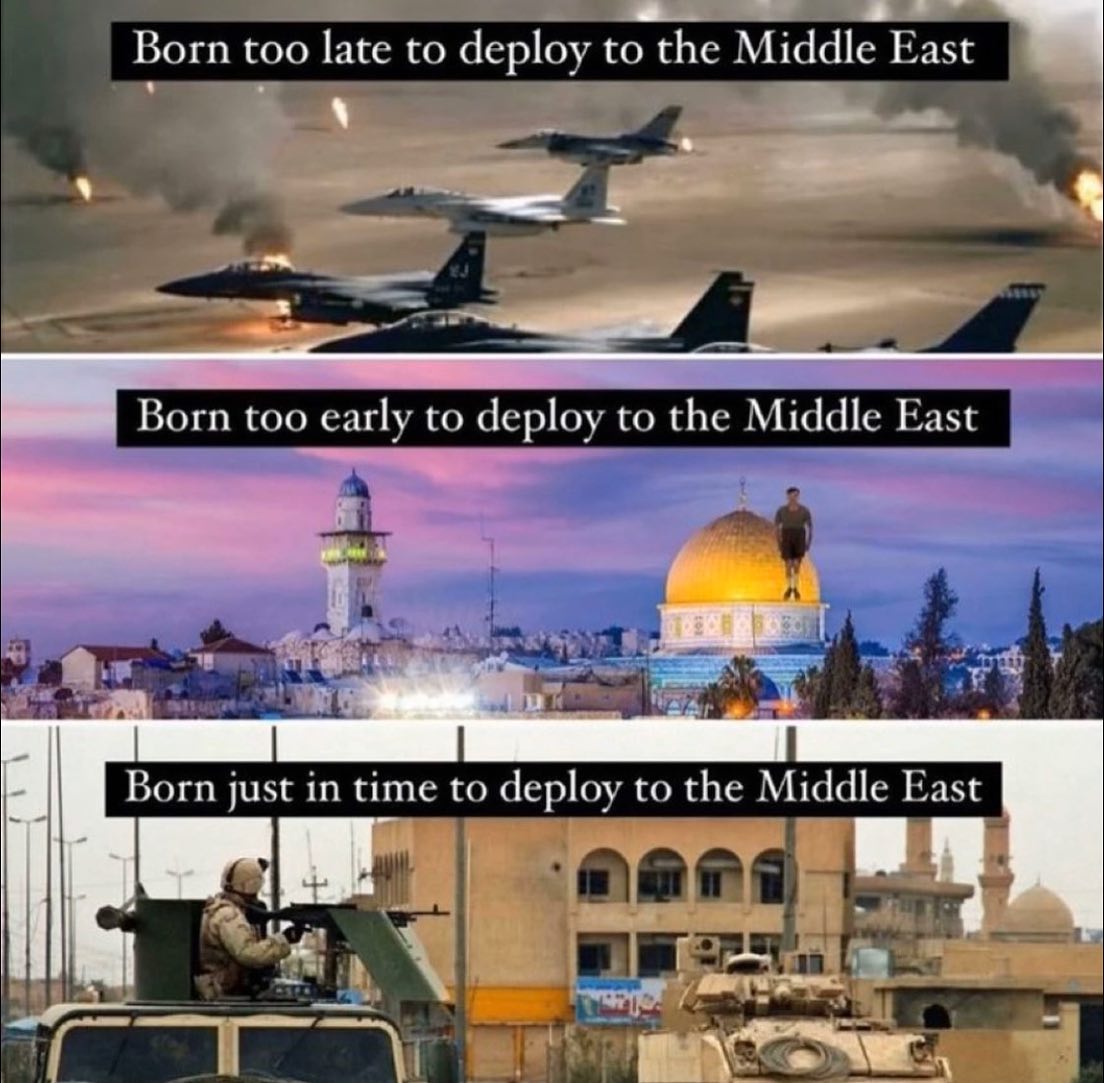 Born too late to deploy to the Middle East
Born too early to deploy to the Middle East
Born just in time to deploy to the Middle East